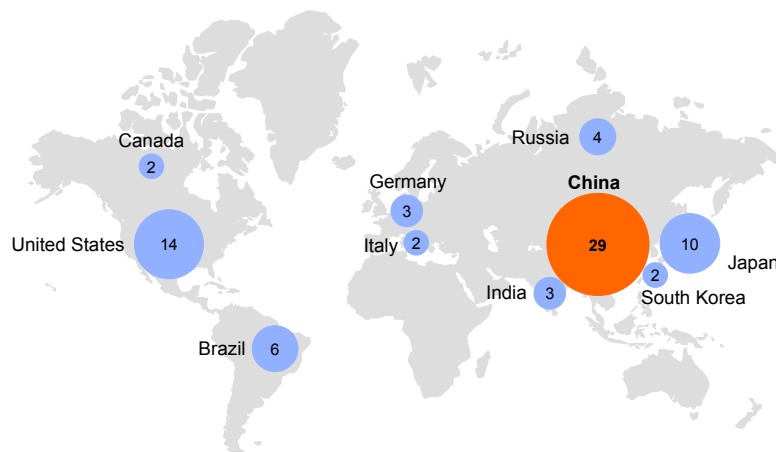 Canada
2
Russia
4
Germany
3
China
29
United States
14
Italy
2
10
Japan
India
3
2
South Korea
Brazil
6